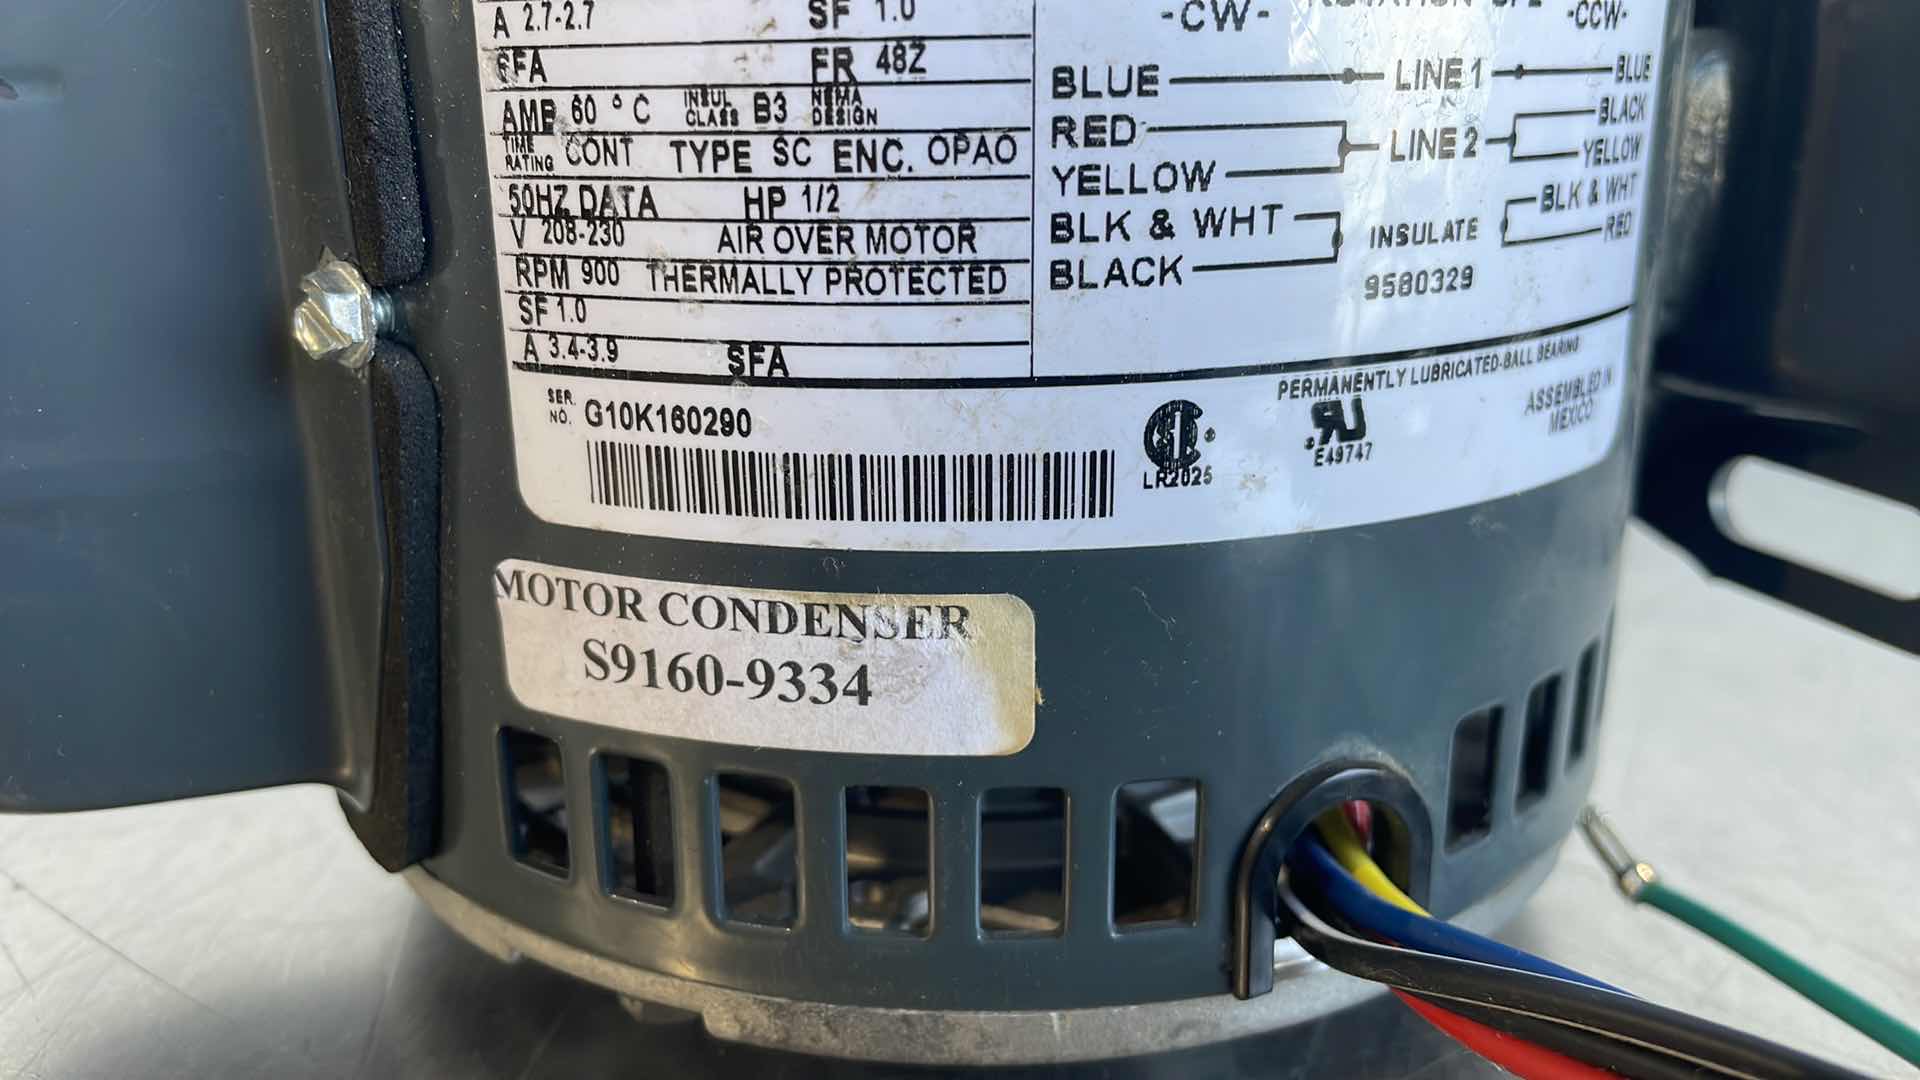 A 2.7-2.7 SF 1.0
SFA FR 48Z
AMB 60 °C INSUL CLASS B3 NEMA DESIGN
TIME RATING CONT TYPE SC ENC. OPAO
50HZ DATA HP 1/2
V 208-230 AIR OVER MOTOR
RPM 900 THERMALLY PROTECTED
SF 1.0
A 3.4-3.9 SFA
-CW- -CCW-
BLUE LINE 1 BLUE
RED LINE 2 BLACK
YELLOW YELLOW
BLK & WHT INSULATE BLK & WHT
BLACK RED
9580329
PERMANENTLY LUBRICATED-BALL BEARING
SER. NO. G10K160290
LR2025
E49747
ASSEMBLED IN
MEXICO
MOTOR CONDENSER
S9160-9334